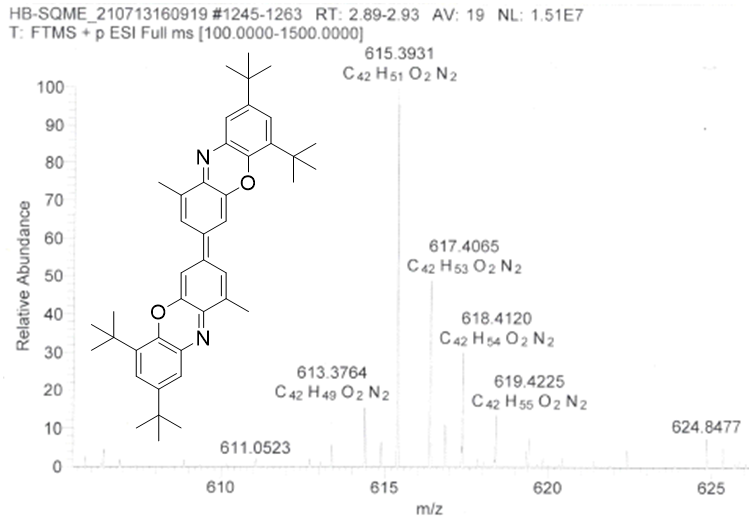 HB-SQME_210713160919 #1245-1263 RT: 2.89-2.93 AV: 19 NL: 1.51E7
T: FTMS + p ESI Full ms [100.0000-1500.0000]
615.3931
C₄₂ H₅₁ O₂ N₂
100
90
80
70
60
50
40
30
20
10
0
Relative Abundance
N
O
O
N
617.4065
C₄₂ H₅₃ O₂ N₂
618.4120
C₄₂ H₅₄ O₂ N₂
613.3764
C₄₂ H₄₉ O₂ N₂
619.4225
C₄₂ H₅₅ O₂ N₂
611.0523
624.8477
610
615
620
625
m/z